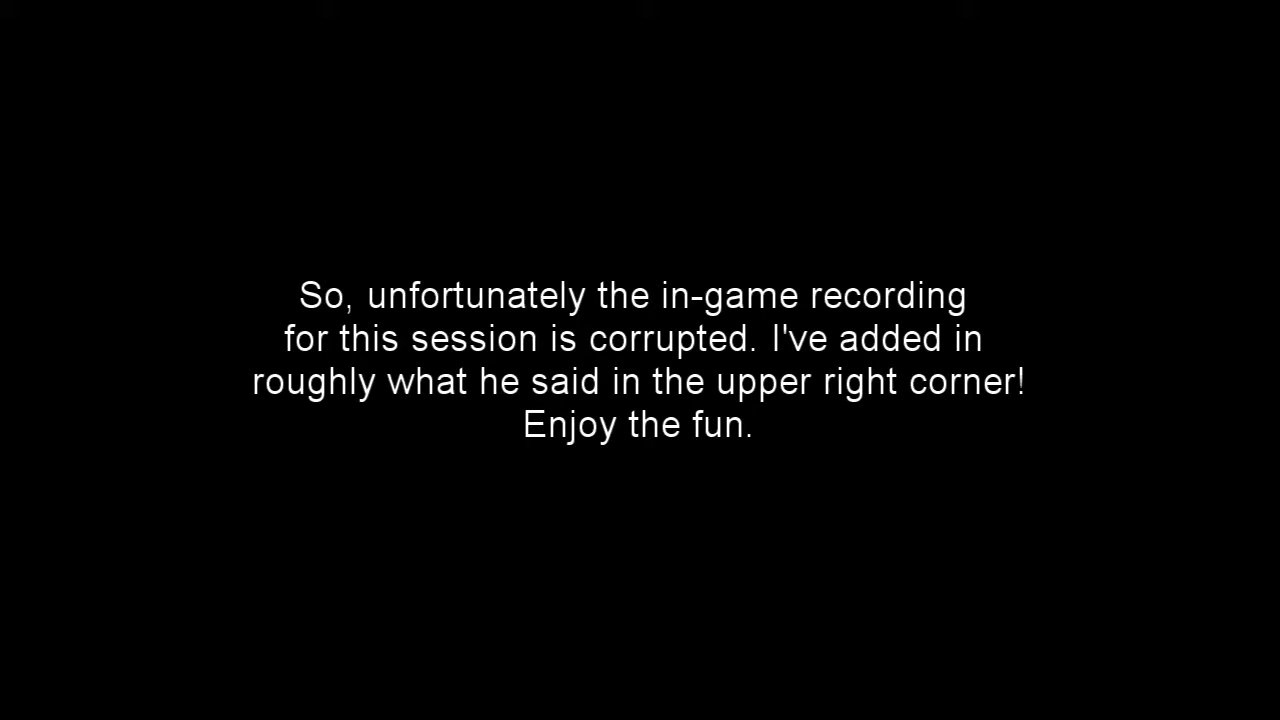 So, unfortunately the in-game recording
for this session is corrupted. I've added in
roughly what he said in the upper right corner!
Enjoy the fun.